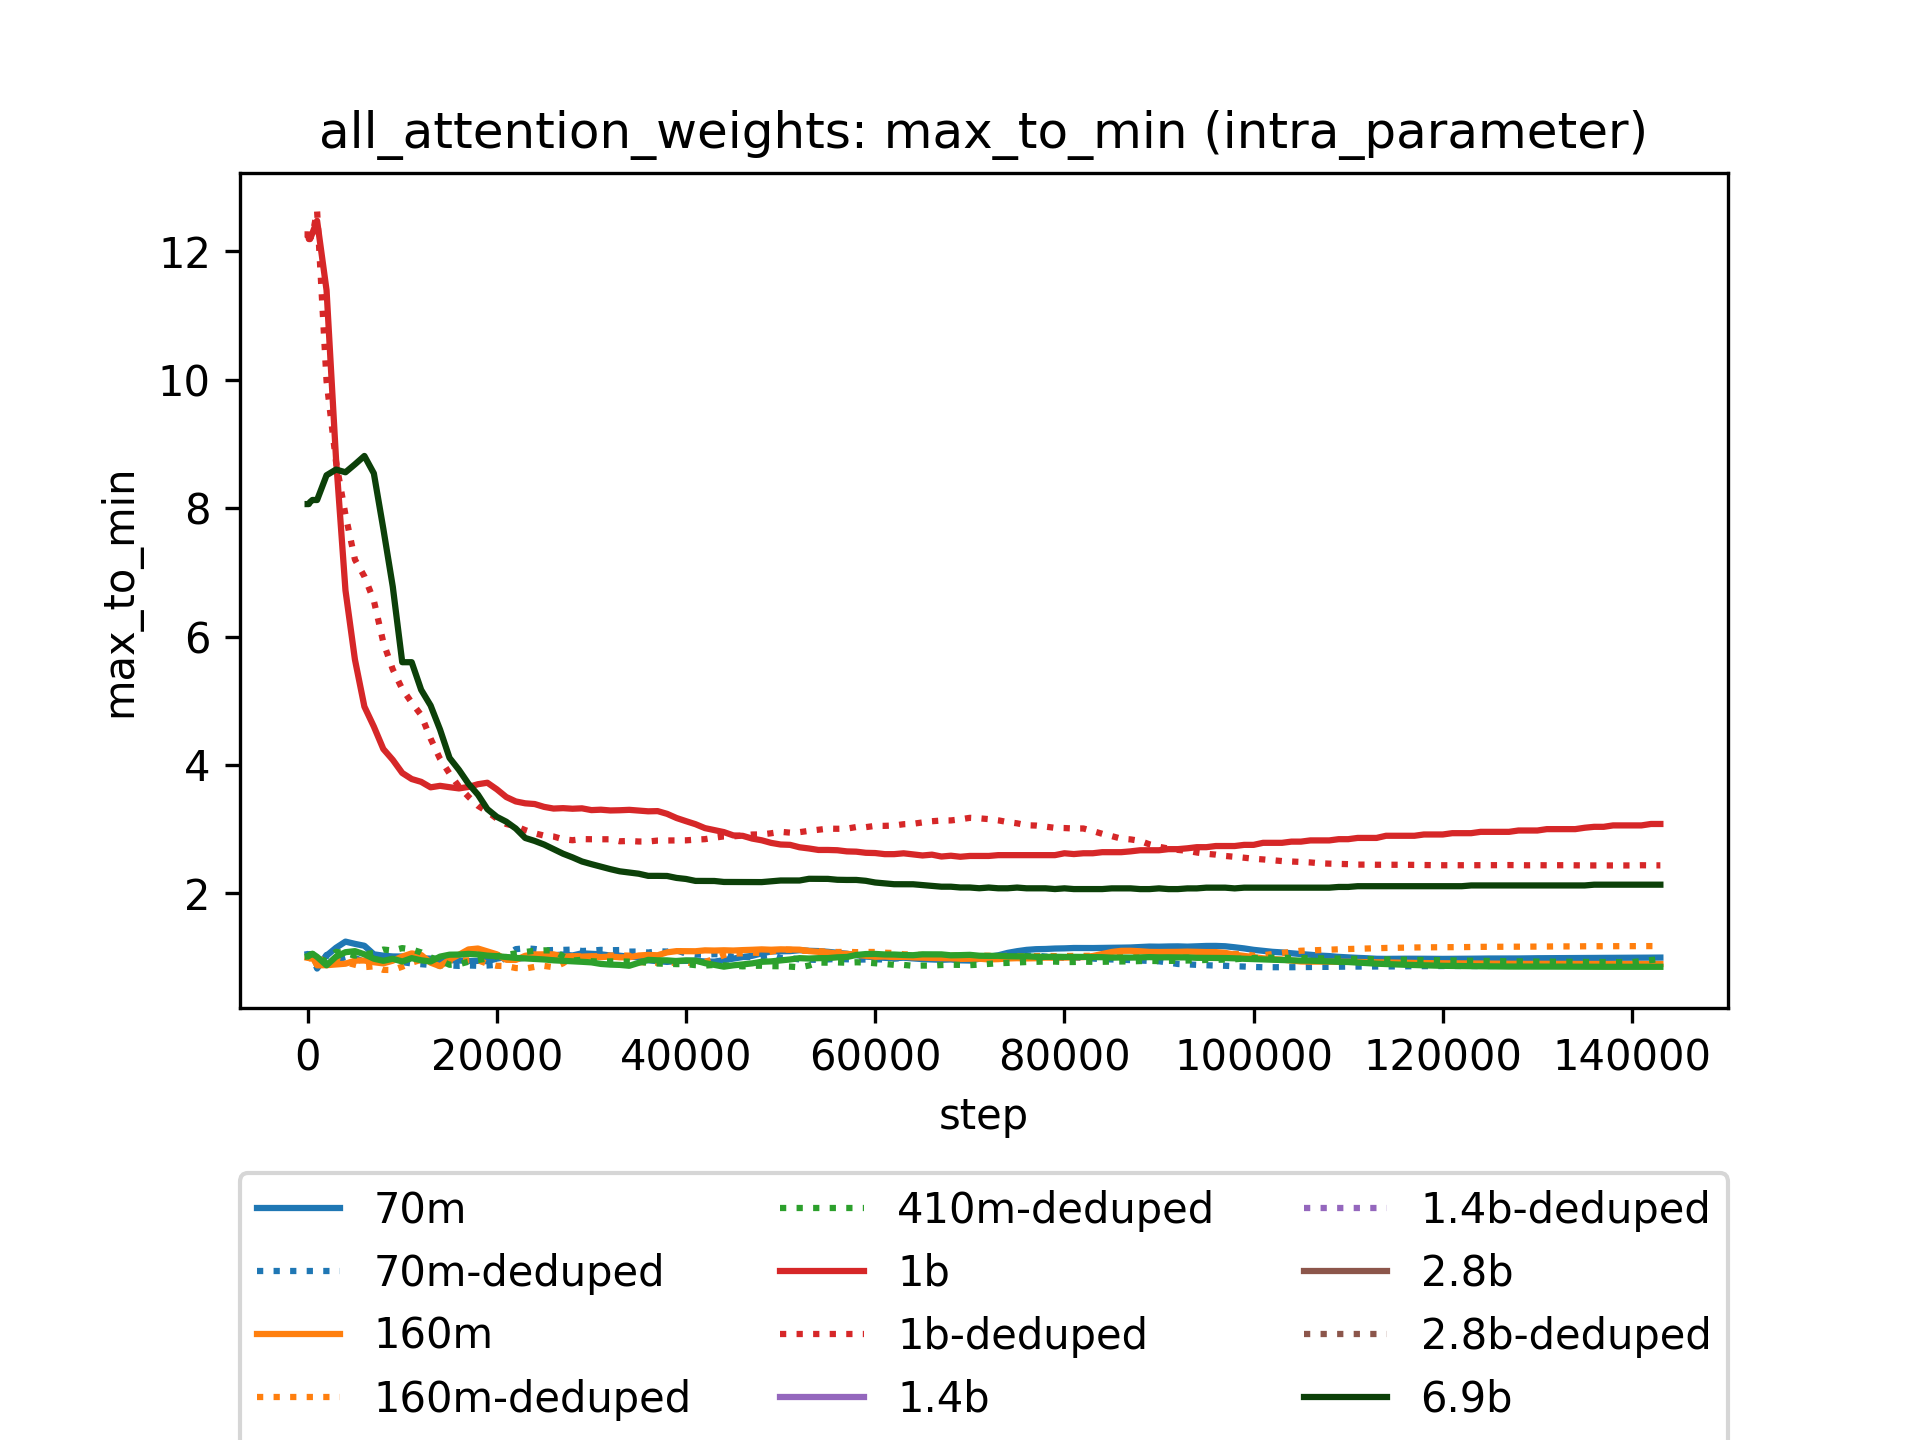 all_attention_weights: max_to_min (intra_parameter)
max_to_min
12
10
8
6
4
2
0 20000 40000 60000 80000 100000 120000 140000
step
70m
70m-deduped
160m
160m-deduped
410m-deduped
1b
1b-deduped
1.4b
1.4b-deduped
2.8b
2.8b-deduped
6.9b